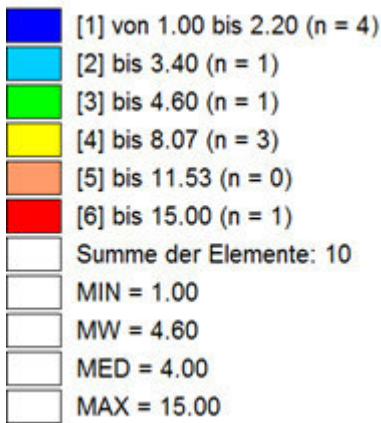 [1] von 1.00 bis 2.20 (n = 4)
[2] bis 3.40 (n = 1)
[3] bis 4.60 (n = 1)
[4] bis 8.07 (n = 3)
[5] bis 11.53 (n = 0)
[6] bis 15.00 (n = 1)
Summe der Elemente: 10
MIN = 1.00
MW = 4.60
MED = 4.00
MAX = 15.00